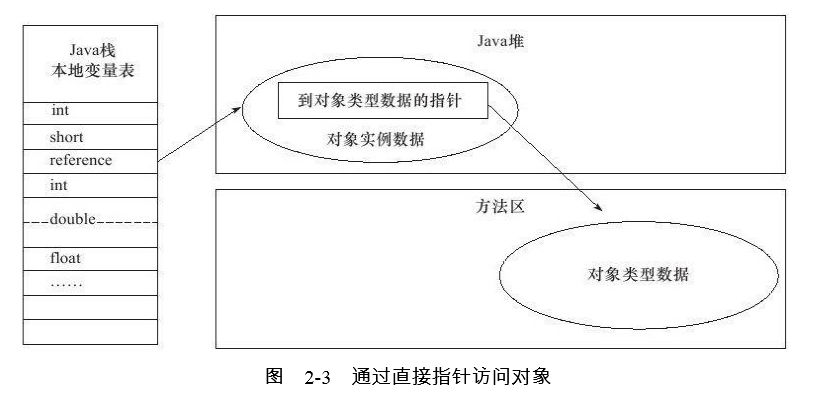 Java栈
本地变量表
int
short
reference
int
double
float
……
Java堆
到对象类型数据的指针
对象实例数据
方法区
对象类型数据
图 2-3 通过直接指针访问对象